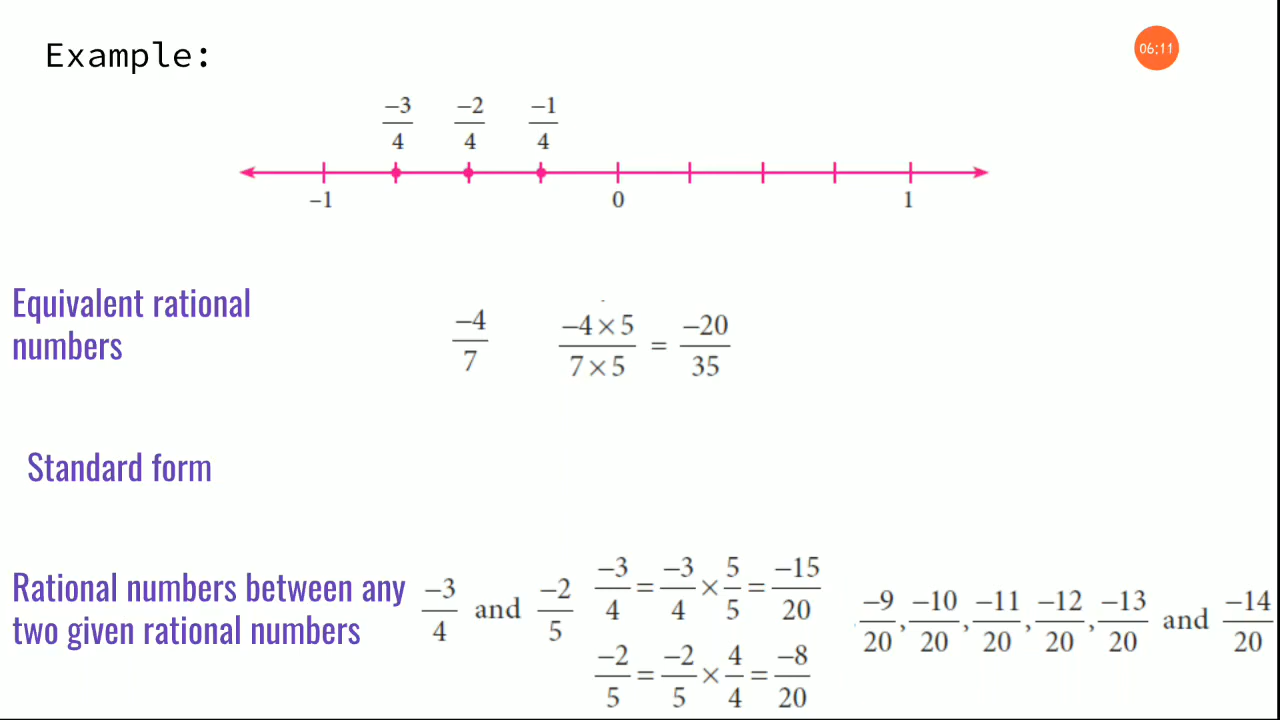 Example:
06:11
−3/4 −2/4 −1/4
−1 0 1
Equivalent rational
numbers
−4/7 (−4×5)/(7×5) = −20/35
Standard form
Rational numbers between any
two given rational numbers
−3/4 and −2/5
−3/4 = −3/4 × 5/5 = −15/20
−2/5 = −2/5 × 4/4 = −8/20
−9/20, −10/20, −11/20, −12/20, −13/20 and −14/20